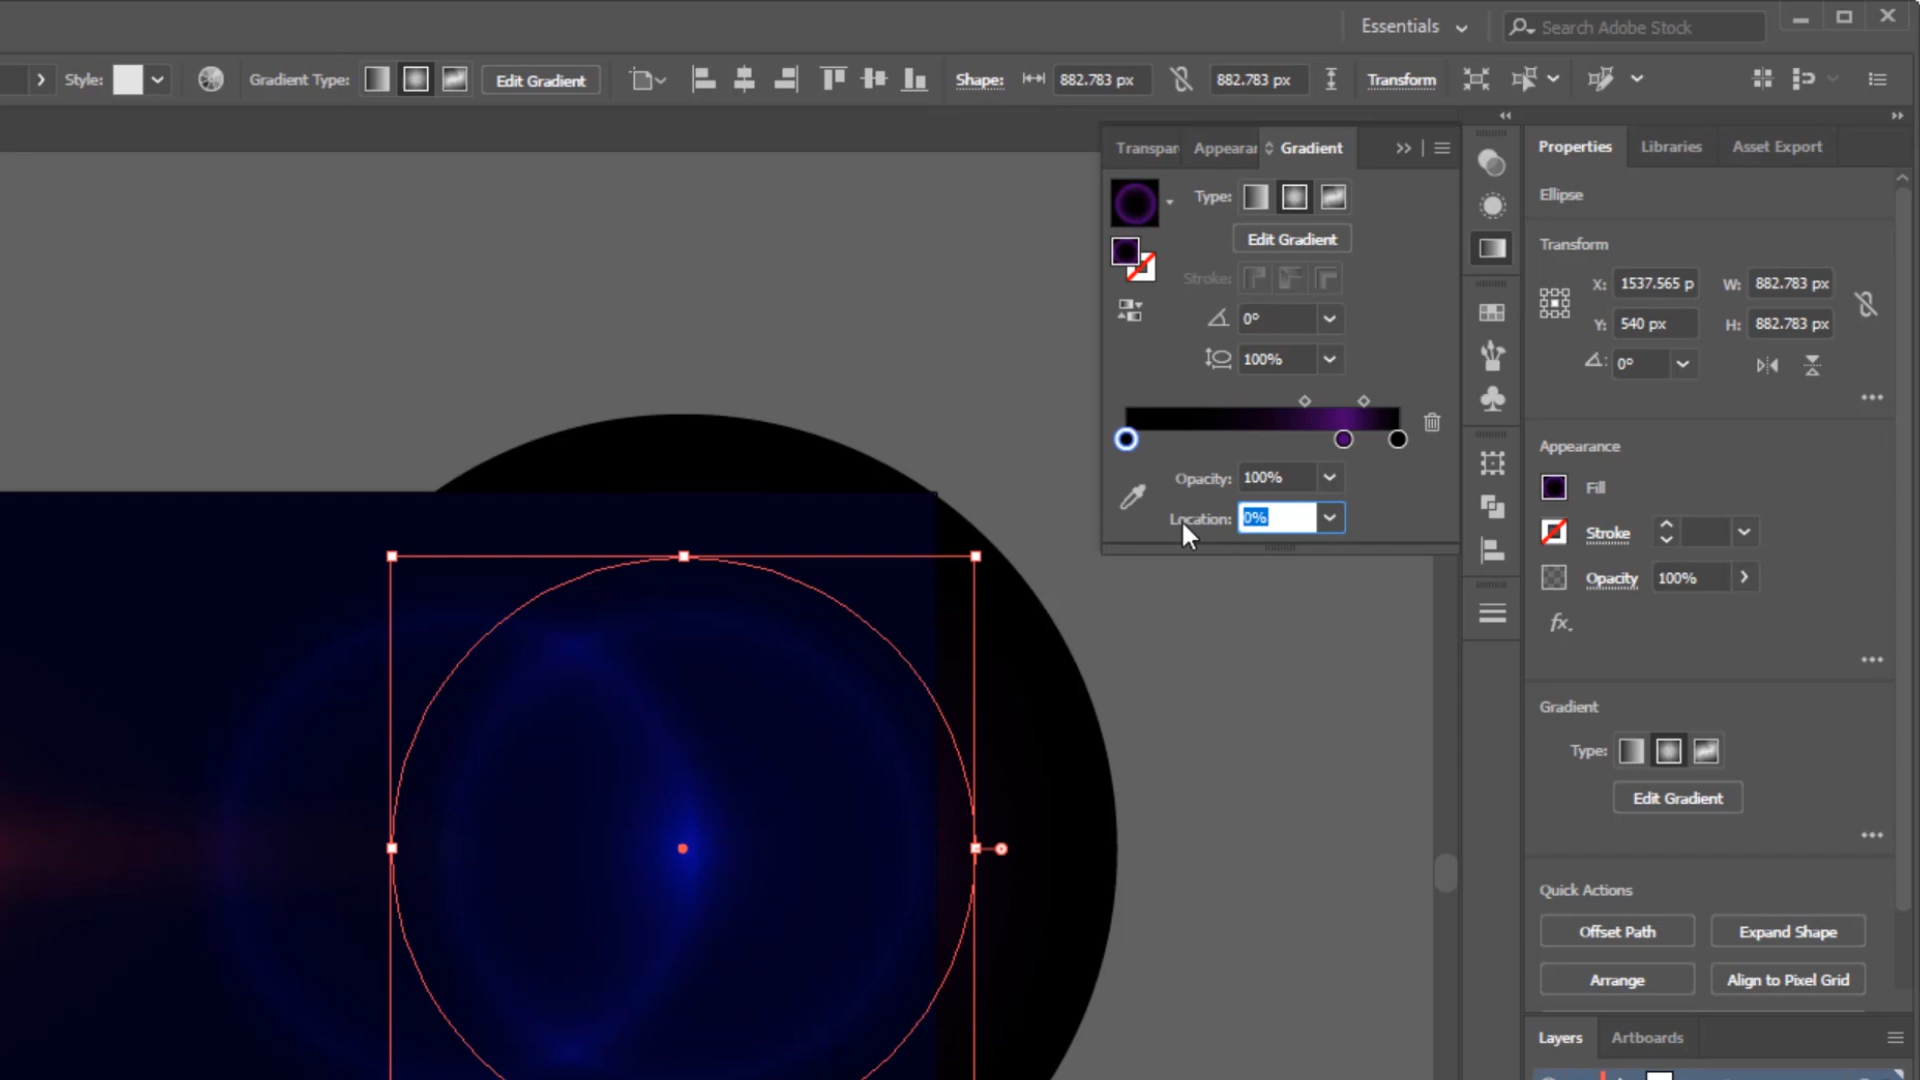 Essentials
Search Adobe Stock
Style:
Gradient Type:
Edit Gradient
Shape:
882.783 px
882.783 px
Transform
Transpar
Appearar
Gradient
Type:
Edit Gradient
Stroke:
0°
100%
Opacity: 100%
Location: 0%
Properties
Libraries
Asset Export
Ellipse
Transform
X: 1537.565 p
W: 882.783 px
Y: 540 px
H: 882.783 px
0°
Appearance
Fill
Stroke
Opacity 100%
fx.
Gradient
Type:
Edit Gradient
Quick Actions
Offset Path
Expand Shape
Arrange
Align to Pixel Grid
Layers
Artboards